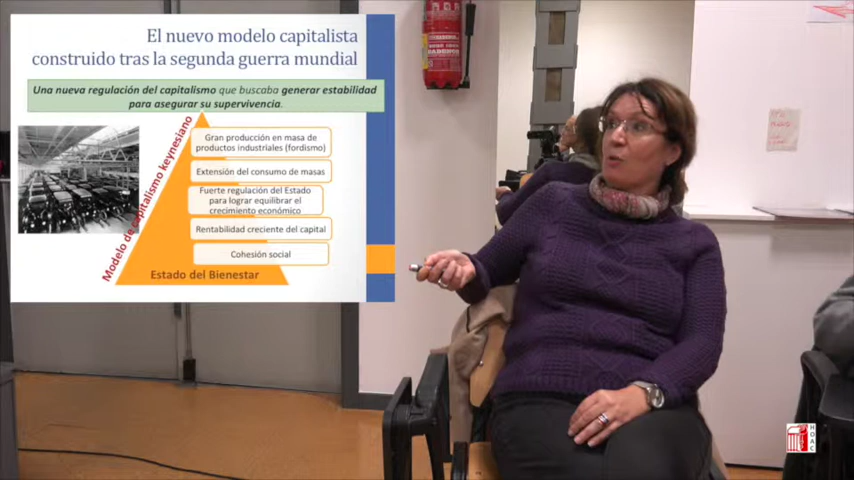 El nuevo modelo capitalista
construido tras la segunda guerra mundial
Una nueva regulación del capitalismo que buscaba generar estabilidad
para asegurar su supervivencia.
Modelo de capitalismo keynesiano
Gran producción en masa de
productos industriales (fordismo)
Extensión del consumo de masas
Fuerte regulación del Estado
para lograr equilibrar el
crecimiento económico
Rentabilidad creciente del capital
Cohesión social
Estado del Bienestar
HOAC